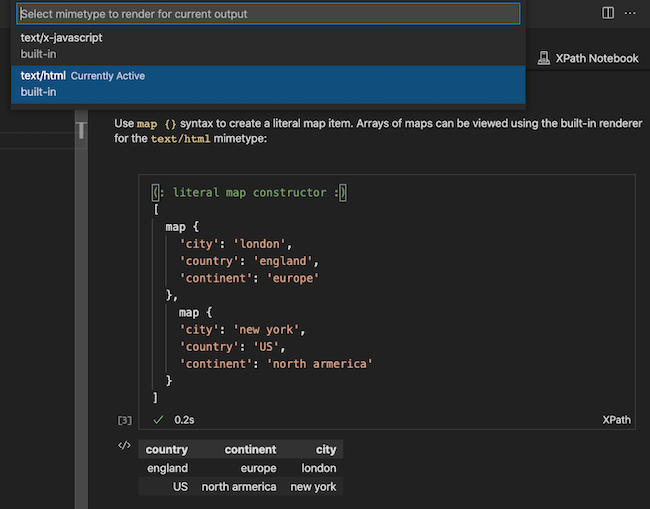 Select mimetype to render for current output
text/x-javascript
built-in
text/html Currently Active
built-in
XPath Notebook
Use map {} syntax to create a literal map item. Arrays of maps can be viewed using the built-in renderer
for the text/html mimetype:
(: literal map constructor :)
[
map {
'city': 'london',
'country': 'england',
'continent': 'europe'
},
map {
'city': 'new york',
'country': 'US',
'continent': 'north armerica'
}
]
[3] 0.2s XPath
country continent city
england europe london
US north armerica new york